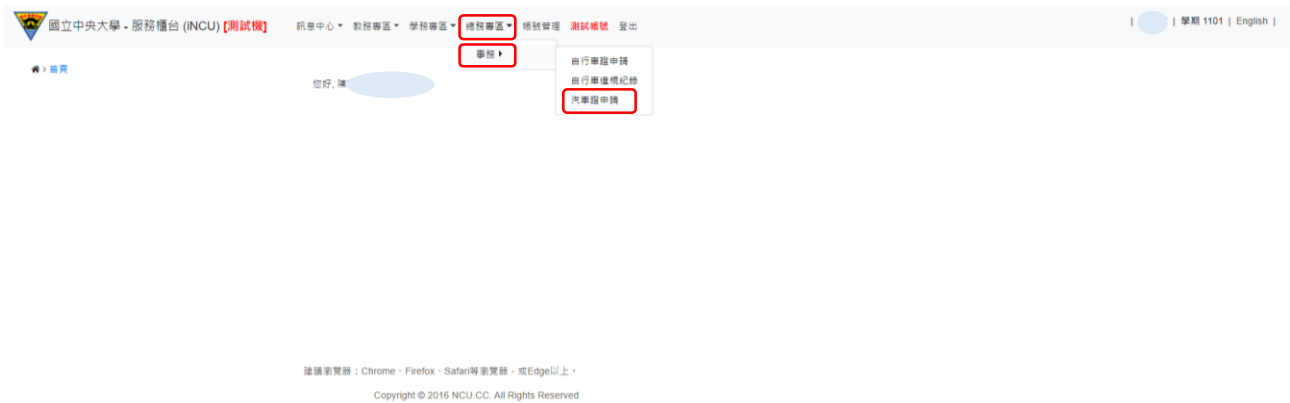 國立中央大學 - 服務櫃台 (iNCU) [測試機] 訊息中心 教務專區 學務專區 總務專區 帳號管理 測試帳號 登出 | | 學期 1101 | English |
事務
自行車證申請
自行車違規紀錄
汽車證申請
> 首頁
您好, 陳
建議瀏覽器：Chrome、Firefox、Safari等瀏覽器，或Edge以上。
Copyright © 2016 NCU.CC. All Rights Reserved